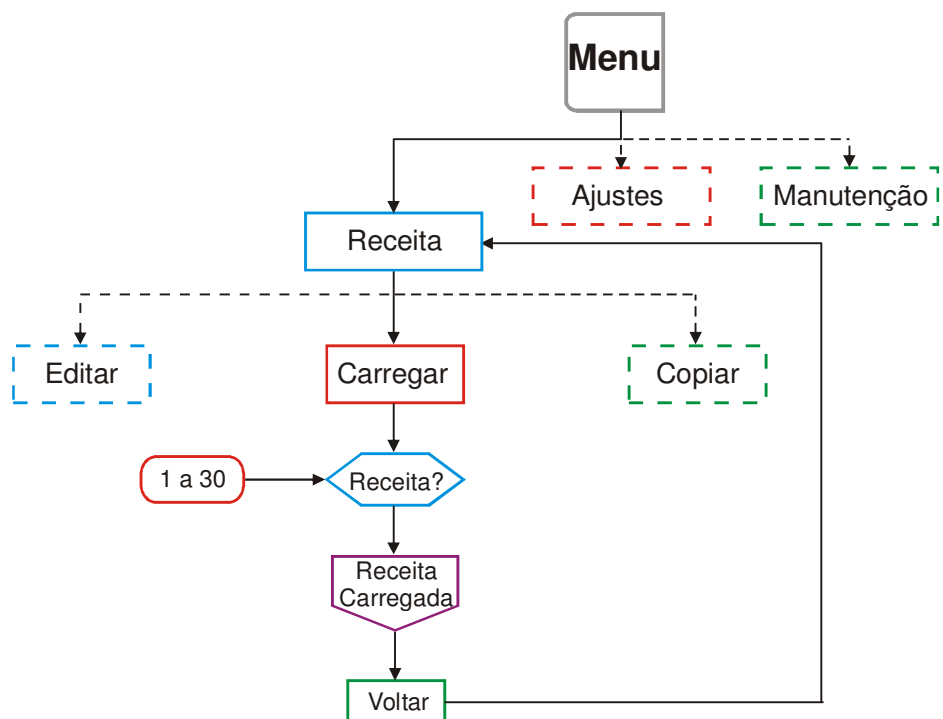 Menu
Ajustes
Manutenção
Receita
Editar
Carregar
Copiar
1 a 30
Receita?
Receita
Carregada
Voltar